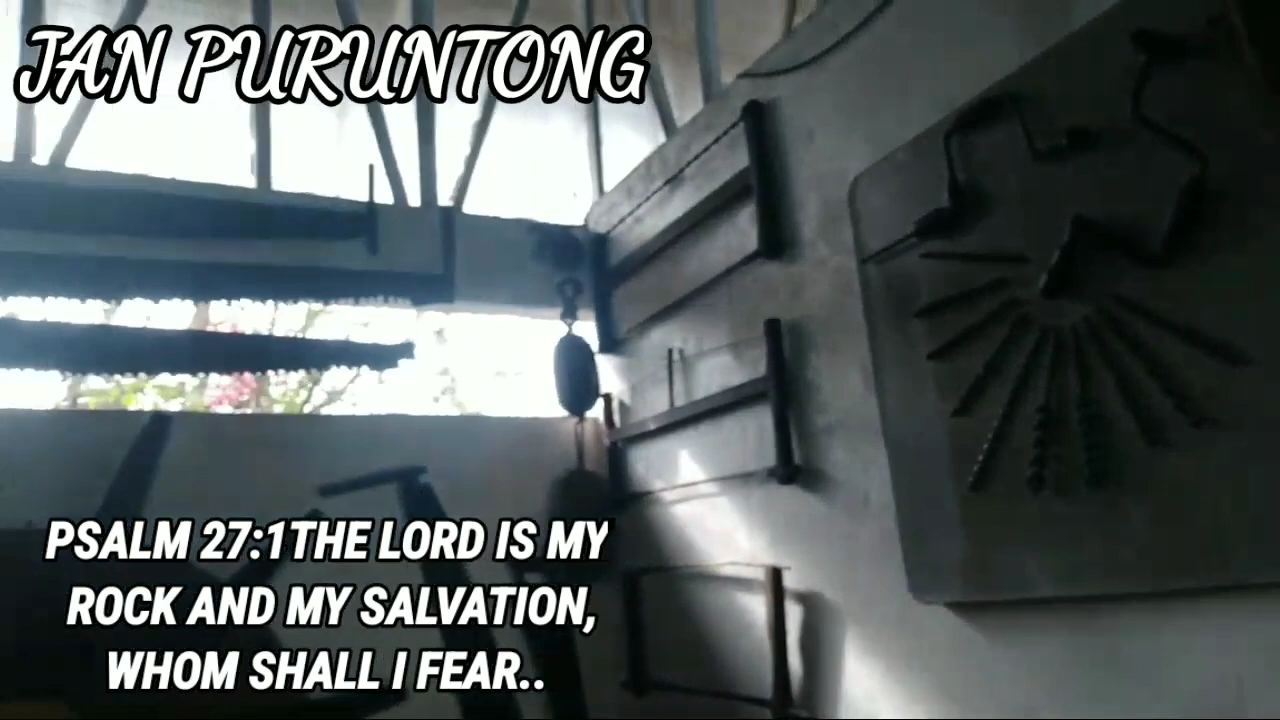 JAN PURUNTONG
PSALM 27:1THE LORD IS MY
ROCK AND MY SALVATION,
WHOM SHALL I FEAR..